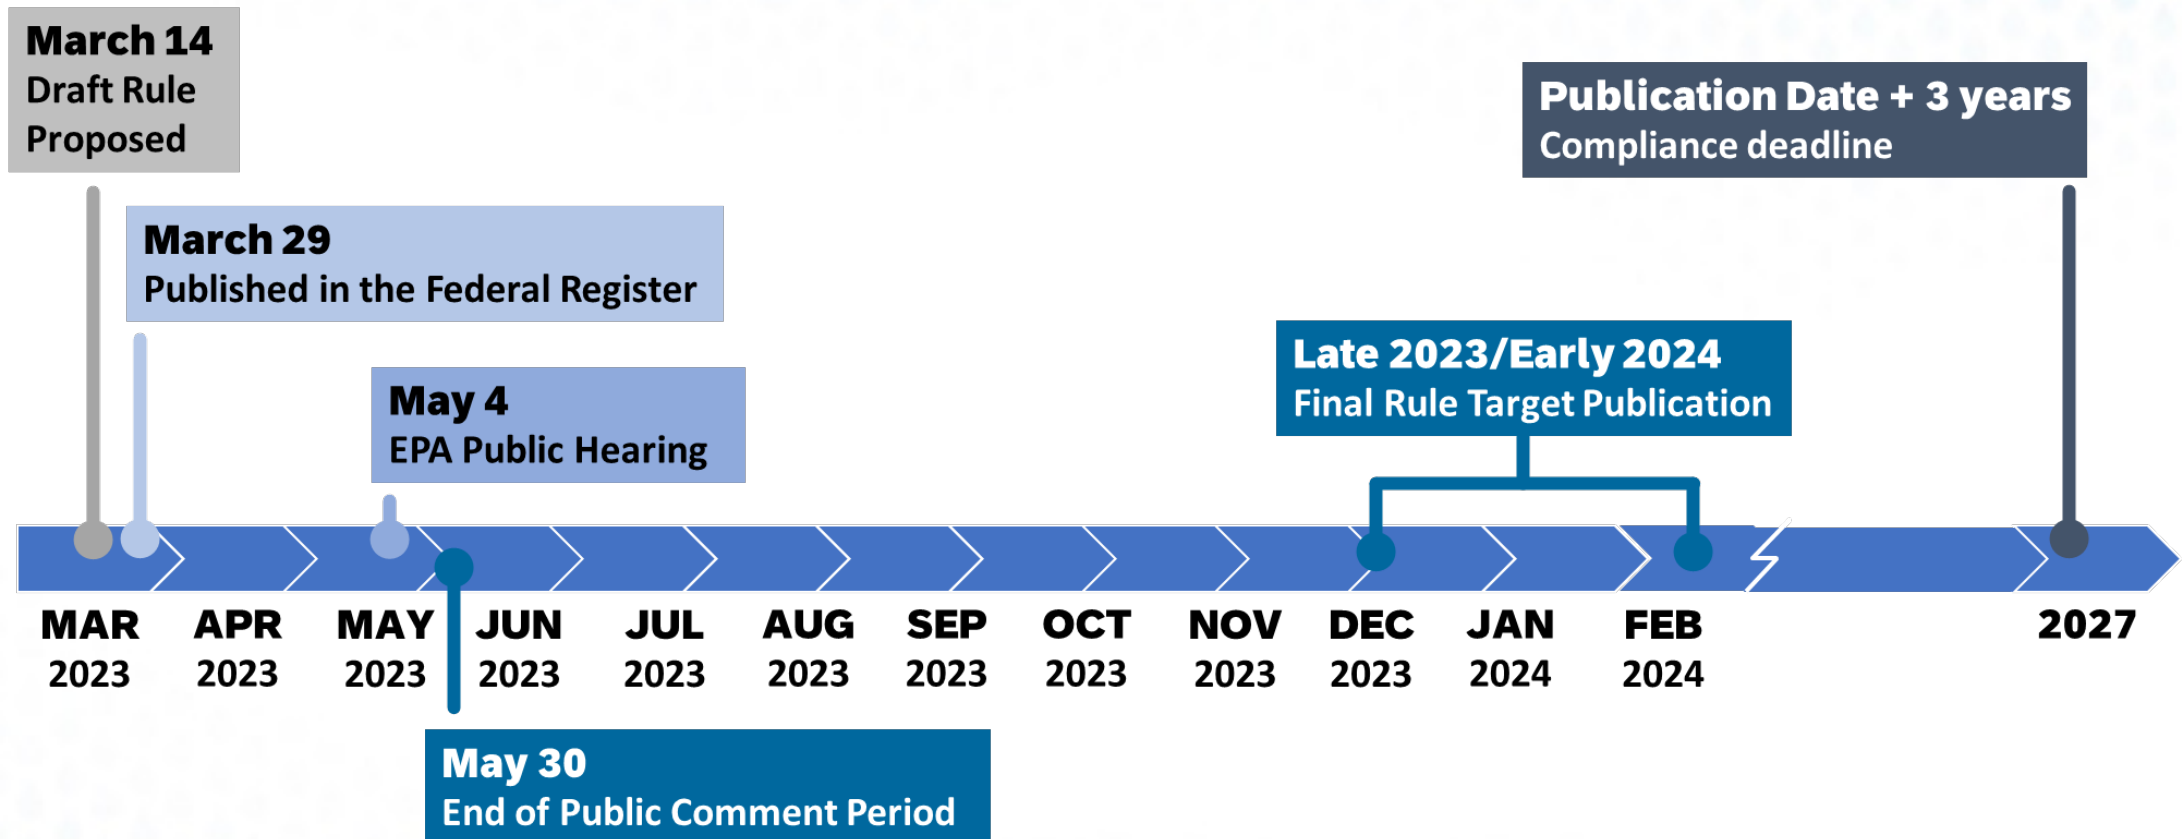 March 14
Draft Rule
Proposed
Publication Date + 3 years
Compliance deadline
March 29
Published in the Federal Register
Late 2023/Early 2024
Final Rule Target Publication
May 4
EPA Public Hearing
MAR
2023
APR
2023
MAY
2023
JUN
2023
JUL
2023
AUG
2023
SEP
2023
OCT
2023
NOV
2023
DEC
2023
JAN
2024
FEB
2024
2027
May 30
End of Public Comment Period